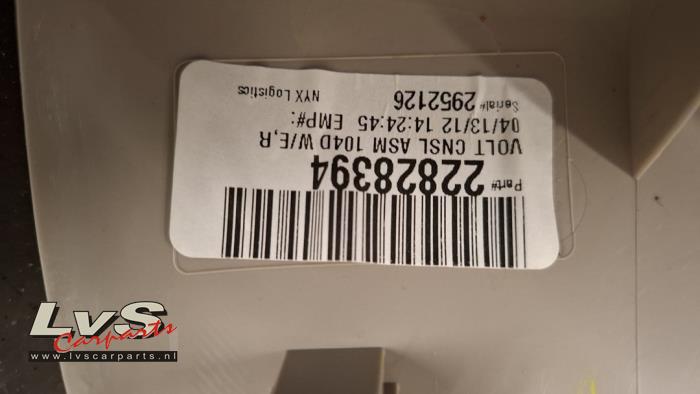 Part# 22828394
VOLT CNSL ASM 104D W/E,R
04/13/12 14:24:45 EMP#:
Serial# 2952126
NYX Logistics
LvS
Carparts
www.lvscarparts.nl